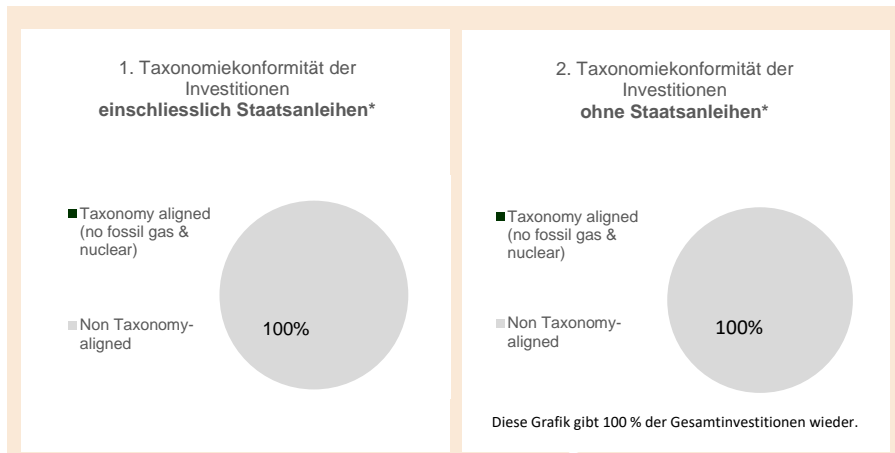 1. Taxonomiekonformität der
Investitionen
einschliesslich Staatsanleihen*
Taxonomy aligned
(no fossil gas &
nuclear)
Non Taxonomy-
aligned
100%
2. Taxonomiekonformität der
Investitionen
ohne Staatsanleihen*
Taxonomy aligned
(no fossil gas &
nuclear)
Non Taxonomy-
aligned
100%
Diese Grafik gibt 100 % der Gesamtinvestitionen wieder.